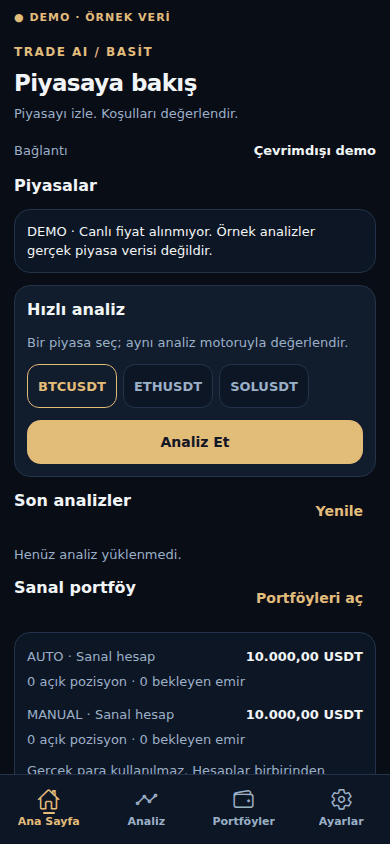 DEMO · ÖRNEK VERİ
TRADE AI / BASİT
Piyasaya bakış
Piyasayı izle. Koşulları değerlendir.
Bağlantı Çevrimdışı demo
Piyasalar
DEMO · Canlı fiyat alınmıyor. Örnek analizler
gerçek piyasa verisi değildir.
Hızlı analiz
Bir piyasa seç; aynı analiz motoruyla değerlendir.
BTCUSDT ETHUSDT SOLUSDT
Analiz Et
Son analizler Yenile
Henüz analiz yüklenmedi.
Sanal portföy Portföyleri aç
AUTO · Sanal hesap 10.000,00 USDT
0 açık pozisyon · 0 bekleyen emir
MANUAL · Sanal hesap 10.000,00 USDT
0 açık pozisyon · 0 bekleyen emir
Gerçek para kullanılmaz. Hesaplar birbirinden
Ana Sayfa Analiz Portföyler Ayarlar